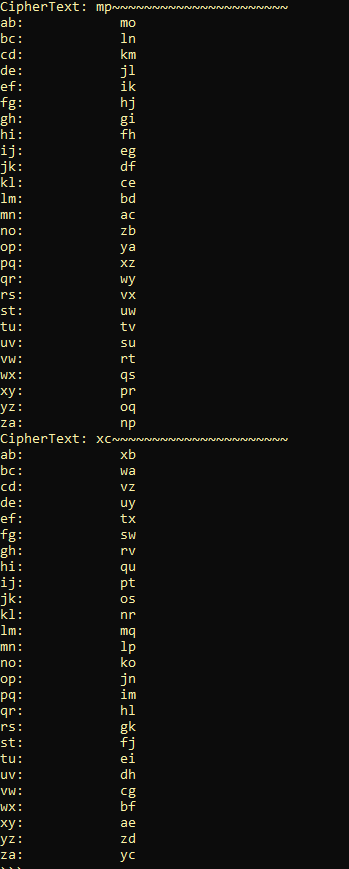 CipherText: mp~~~~~~~~~~~~~~~~~~~~~~
ab: mo
bc: ln
cd: km
de: jl
ef: ik
fg: hj
gh: gi
hi: fh
ij: eg
jk: df
kl: ce
lm: bd
mn: ac
no: zb
op: ya
pq: xz
qr: wy
rs: vx
st: uw
tu: tv
uv: su
vw: rt
wx: qs
xy: pr
yz: oq
za: np
CipherText: xc~~~~~~~~~~~~~~~~~~~~~~
ab: xb
bc: wa
cd: vz
de: uy
ef: tx
fg: sw
gh: rv
hi: qu
ij: pt
jk: os
kl: nr
lm: mq
mn: lp
no: ko
op: jn
pq: im
qr: hl
rs: gk
st: fj
tu: ei
uv: dh
vw: cg
wx: bf
xy: ae
yz: zd
za: yc